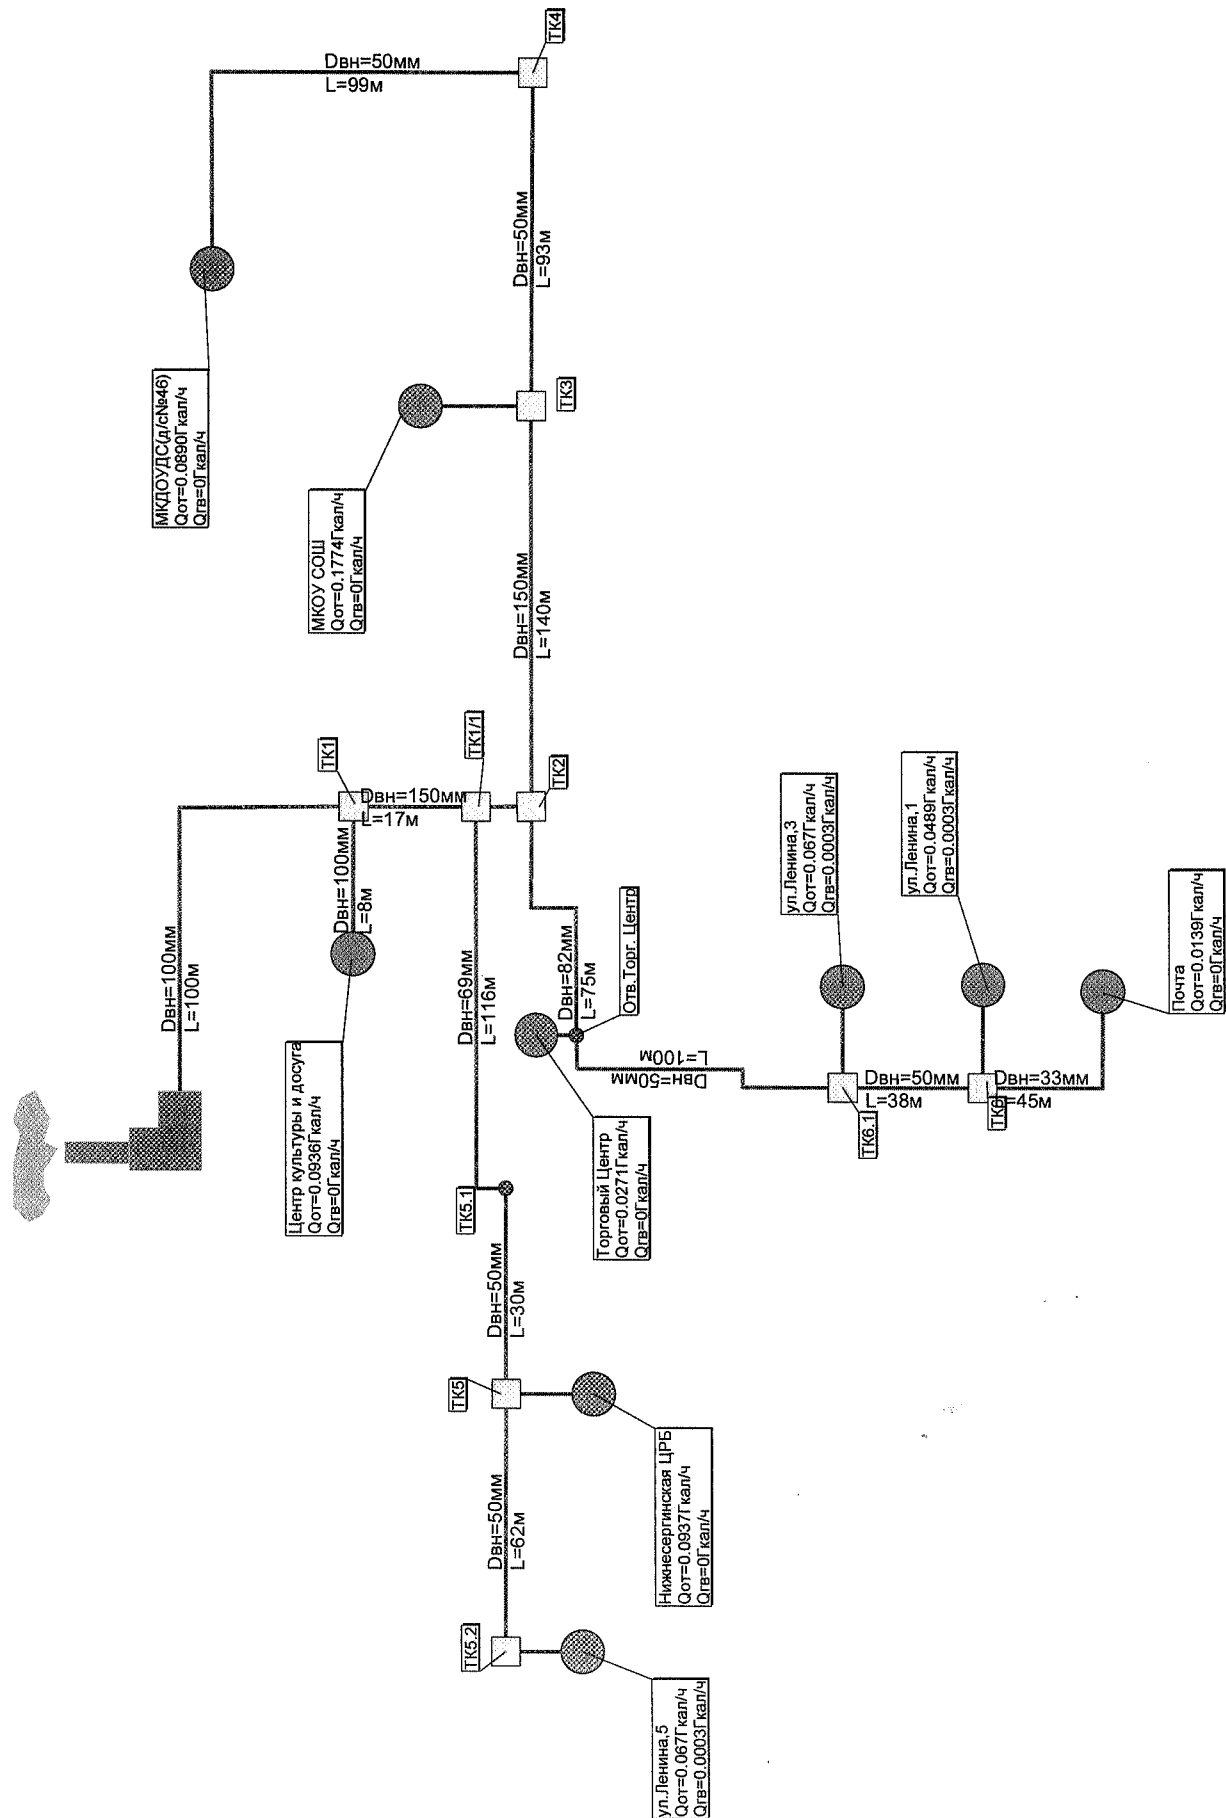 ТК4
Dвн=50мм
L=99м
Dвн=50мм
L=93м
МКДОУДС(д/с№46)
Qот=0.0890Гкал/ч
Qгв=0Гкал/ч
ТК3
МКОУ СОШ
Qот=0.1774Гкал/ч
Qгв=0Гкал/ч
Dвн=150мм
L=140м
ТК1
ТК1/1
ТК2
Dвн=150мм
L=17м
Dвн=100мм
L=8м
Dвн=100мм
L=100м
Центр культуры и досуга
Qот=0.0936Гкал/ч
Qгв=0Гкал/ч
Dвн=69мм
L=116м
Dвн=82мм
L=75м
Отв.Торг. Центр
ул.Ленина,3
Qот=0.067Гкал/ч
Qгв=0.0003Гкал/ч
ул.Ленина,1
Qот=0.0489Гкал/ч
Qгв=0.0003Гкал/ч
Почта
Qот=0.0139Гкал/ч
Qгв=0Гкал/ч
Dвн=50мм
L=100м
Dвн=50мм
L=38м
Dвн=33мм
L=45м
ТК6.1
ТК6
Торговый Центр
Qот=0.0271Гкал/ч
Qгв=0Гкал/ч
ТК5.1
Dвн=50мм
L=30м
ТК5
Нижнесергинская ЦРБ
Qот=0.0937Гкал/ч
Qгв=0Гкал/ч
Dвн=50мм
L=62м
ТК5.2
ул.Ленина,5
Qот=0.067Гкал/ч
Qгв=0.0003Гкал/ч